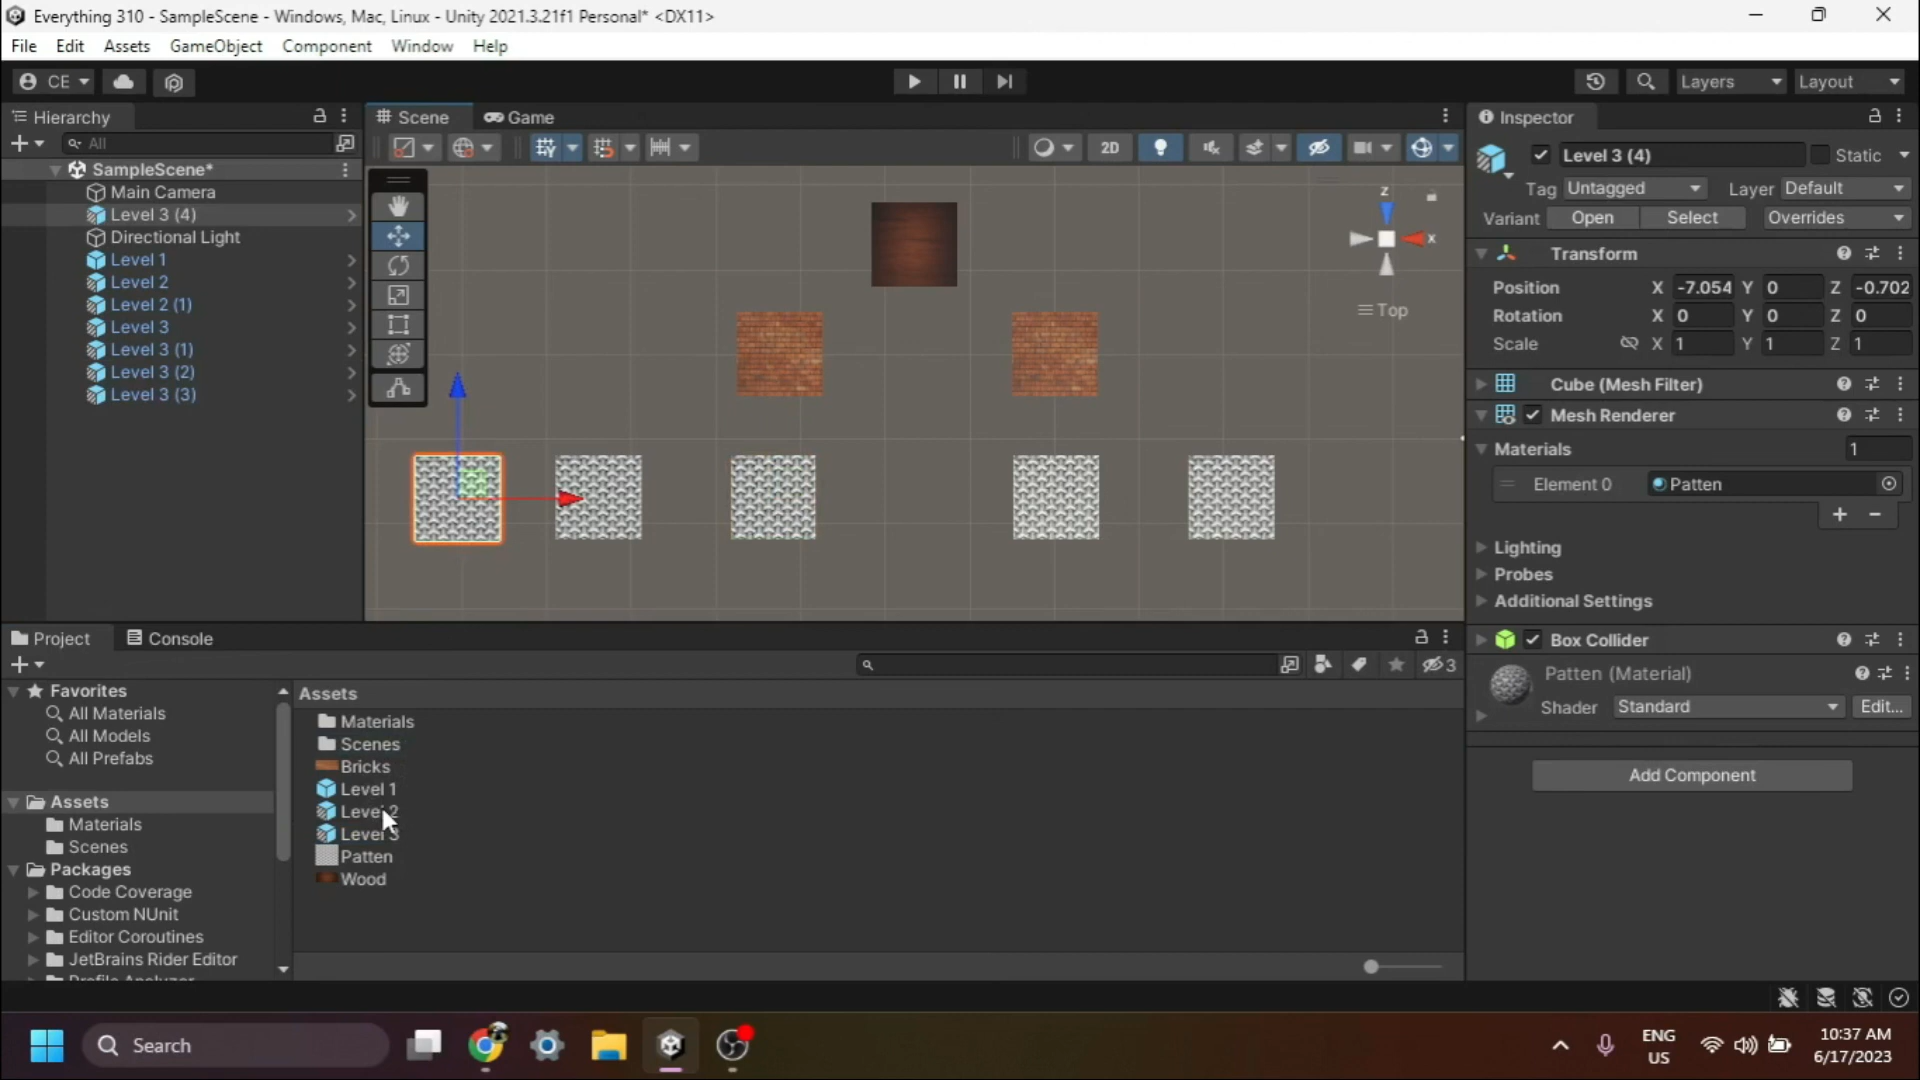 Everything 310 - SampleScene - Windows, Mac, Linux - Unity 2021.3.21f1 Personal* <DX11>
File Edit Assets GameObject Component Window Help
CE Layers Layout
Hierarchy Scene Game Inspector
All 2D Level 3 (4) Static
SampleScene*
Main Camera
Level 3 (4)
Directional Light
Level 1
Level 2
Level 2 (1)
Level 3
Level 3 (1)
Level 3 (2)
Level 3 (3)
z
x
Top
Tag Untagged Layer Default
Variant Open Select Overrides
Transform
Position X -7.054 Y 0 Z -0.702
Rotation X 0 Y 0 Z 0
Scale X 1 Y 1 Z 1
Cube (Mesh Filter)
Mesh Renderer
Materials 1
Element 0 Patten
Lighting
Probes
Additional Settings
Box Collider
Patten (Material)
Shader Standard Edit...
Add Component
Project Console
3
Favorites
All Materials
All Models
All Prefabs
Assets
Materials
Scenes
Packages
Code Coverage
Custom NUnit
Editor Coroutines
JetBrains Rider Editor
Assets
Materials
Scenes
Bricks
Level 1
Level 2
Level 3
Patten
Wood
Search
ENG
US
10:37 AM
6/17/2023